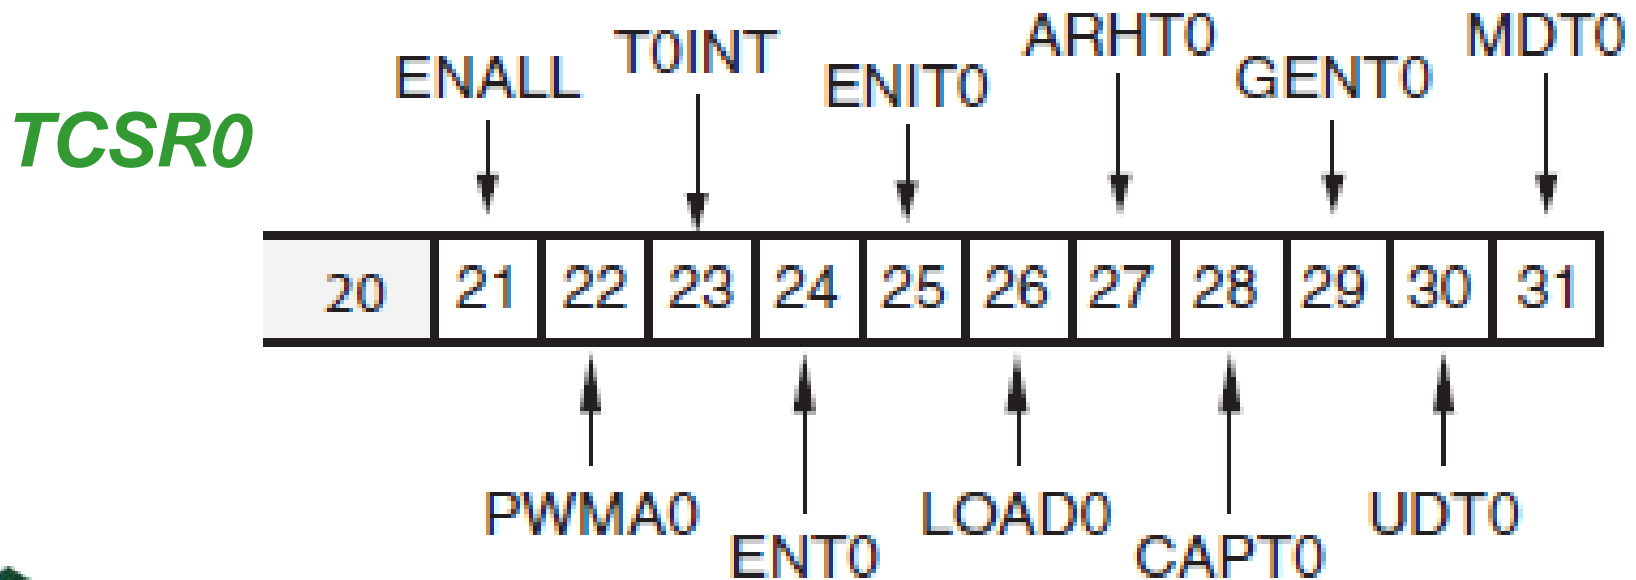 ARHT0 MDT0
T0INT
ENALL ENIT0 GENT0
TCSR0
20 21 22 23 24 25 26 27 28 29 30 31
PWMA0 LOAD0 UDT0
ENT0 CAPT0